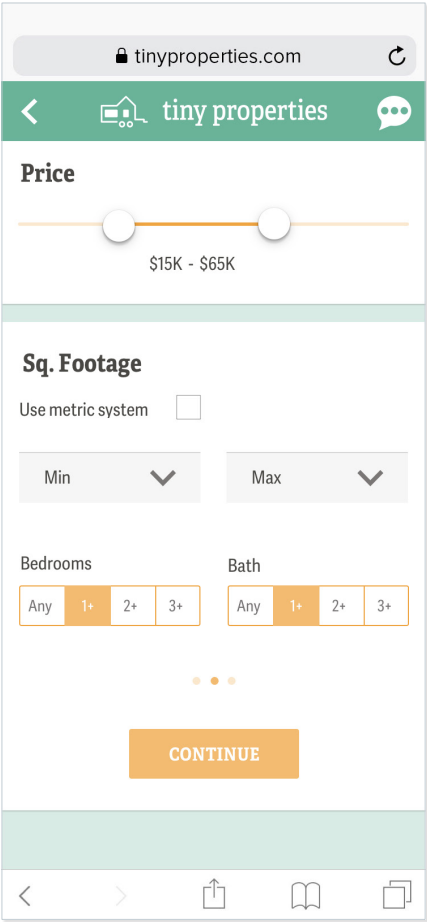 tinyproperties.com
tiny properties
Price
$15K - $65K
Sq. Footage
Use metric system
Min Max
Bedrooms Bath
Any 1+ 2+ 3+ Any 1+ 2+ 3+
CONTINUE